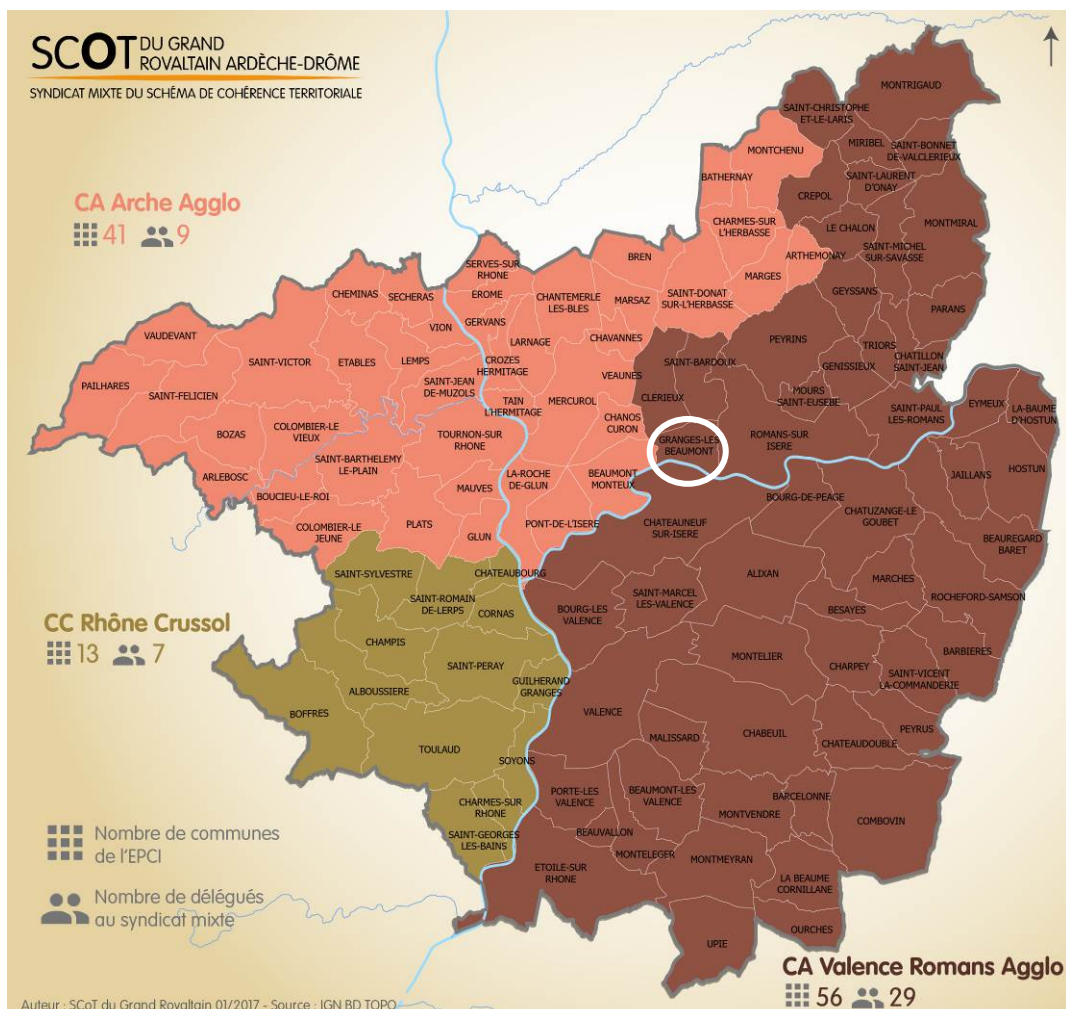 SCOT DU GRAND
ROVALTAIN ARDÈCHE-DRÔME
SYNDICAT MIXTE DU SCHÉMA DE COHÉRENCE TERRITORIALE
MONTRIGAUD
SAINT-CHRISTOPHE
ET-LE-LARIS
MIRIBEL
SAINT-BONNET
DE-VALCLERIEUX
MONTCHENU
BATHERNAY
SAINT-LAURENT
D'ONAY
CREPOL
CA Arche Agglo
41 9
CHARMES-SUR
L'HERBASSE
LE CHALON
MONTMIRAL
SAINT-MICHEL
SUR-SAVASSE
ARTHEMONAY
BREN
MARGES
SERVES-SUR
RHONE
GEYSSANS
PARANS
CHEMINAS
SECHERAS
EROME
CHANTEMERLE
LES-BLES
MARSAZ
SAINT-DONAT
SUR-L'HERBASSE
VION
GERVANS
VAUDEVANT
LARNAGE
CHAVANNES
PEYRINS
TRIORS
SAINT-VICTOR
ETABLES
LEMPS
CROZES
HERMITAGE
VEAUNES
SAINT-BARDOUX
GENISSIEUX
CHATILLON
SAINT-JEAN
PAILHARES
SAINT-FELICIEN
SAINT-JEAN
DE-MUZOLS
TAIN
L'HERMITAGE
MERCUROL
CLERIEUX
MOURS
SAINT-EUSEBE
SAINT-PAUL
LES-ROMANS
EYMEUX
LA-BAUME
D'HOSTUN
BOZAS
COLOMBIER-LE
VIEUX
TOURNON-SUR
RHONE
CHANOS
CURON
GRANGES-LES
BEAUMONT
ROMANS-SUR
ISERE
SAINT-BARTHELEMY
LE-PLAIN
ARLEBOSC
LA-ROCHE
DE-GLUN
BEAUMONT
MONTEUX
JAILLANS
HOSTUN
BOUCIEU-LE-ROI
MAUVES
BOURG-DE-PEAGE
CHATUZANGE-LE
GOUBET
COLOMBIER-LE
JEUNE
PLATS
GLUN
PONT-DE-L'ISERE
CHATEAUNEUF
SUR-ISERE
BEAUREGARD
BARET
SAINT-SYLVESTRE
CHATEAUBOURG
ALIXAN
MARCHES
SAINT-ROMAIN
DE-LERPS
CORNAS
BOURG-LES
VALENCE
SAINT-MARCEL
LES-VALENCE
BESAYES
ROCHEFORD-SAMSON
CC Rhône Crussol
13 7
CHAMPIS
SAINT-PERAY
MONTELIER
BARBIERES
CHARPEY
SAINT-VICENT
LA-COMMANDERIE
GUILHERAND
GRANGES
ALBOUSSIERE
BOFFRES
VALENCE
PEYRUS
MALISSARD
CHABEUIL
CHATEAUDOUBLE
TOULAUD
SOYONS
PORTE-LES
VALENCE
BEAUMONT-LES
VALENCE
BARCELONNE
CHARMES-SUR
RHONE
MONTVENDRE
COMBOVIN
SAINT-GEORGES
LES-BAINS
BEAUVALLON
MONTELEGER
MONTMEYRAN
ETOILE-SUR
RHONE
LA BEAUME
CORNILLANE
OURCHES
UPIE
Nombre de communes
de l'EPCI
Nombre de délégués
au syndicat mixte
CA Valence Romans Agglo
56 29
Auteur : SCoT du Grand Rovaltain 01/2017 - Source : IGN BD TOPO